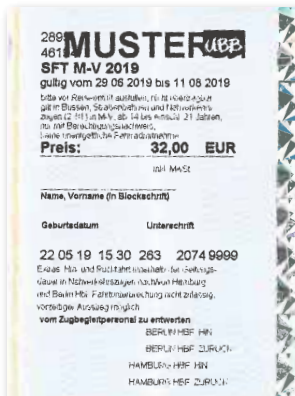 289
461 MUSTER UBB
SFT M-V 2019
gültig vom 29 06 2019 bis 11 08 2019
bitte vor Reiseantritt ausfüllen, nicht übertragbar
gilt in Bussen, Straßenbahnen und Nahverkehrs-
zügen (2. Kl) in M-V, ab 14 bis einschl. 21 Jahren,
nur mit Berechtigungsnachweis,
keine unentgeltliche Fahrradmitnahme
Preis: 32,00 EUR
inkl. MwSt
Name, Vorname (in Blockschrift)
Geburtsdatum Unterschrift
22 05 19 15 30 263 2074 9999
Extras: Hin- und Rückfahrt innerhalb der Geltungs-
dauer in Nahverkehrszügen nach/von Hamburg
und Berlin Hbf. Fahrtunterbrechung nicht zulässig,
vorzeitiger Ausstieg möglich
vom Zugbegleitpersonal zu entwerten
BERLIN HBF HIN
BERLIN HBF ZURÜCK
HAMBURG HBF HIN
HAMBURG HBF ZURÜCK